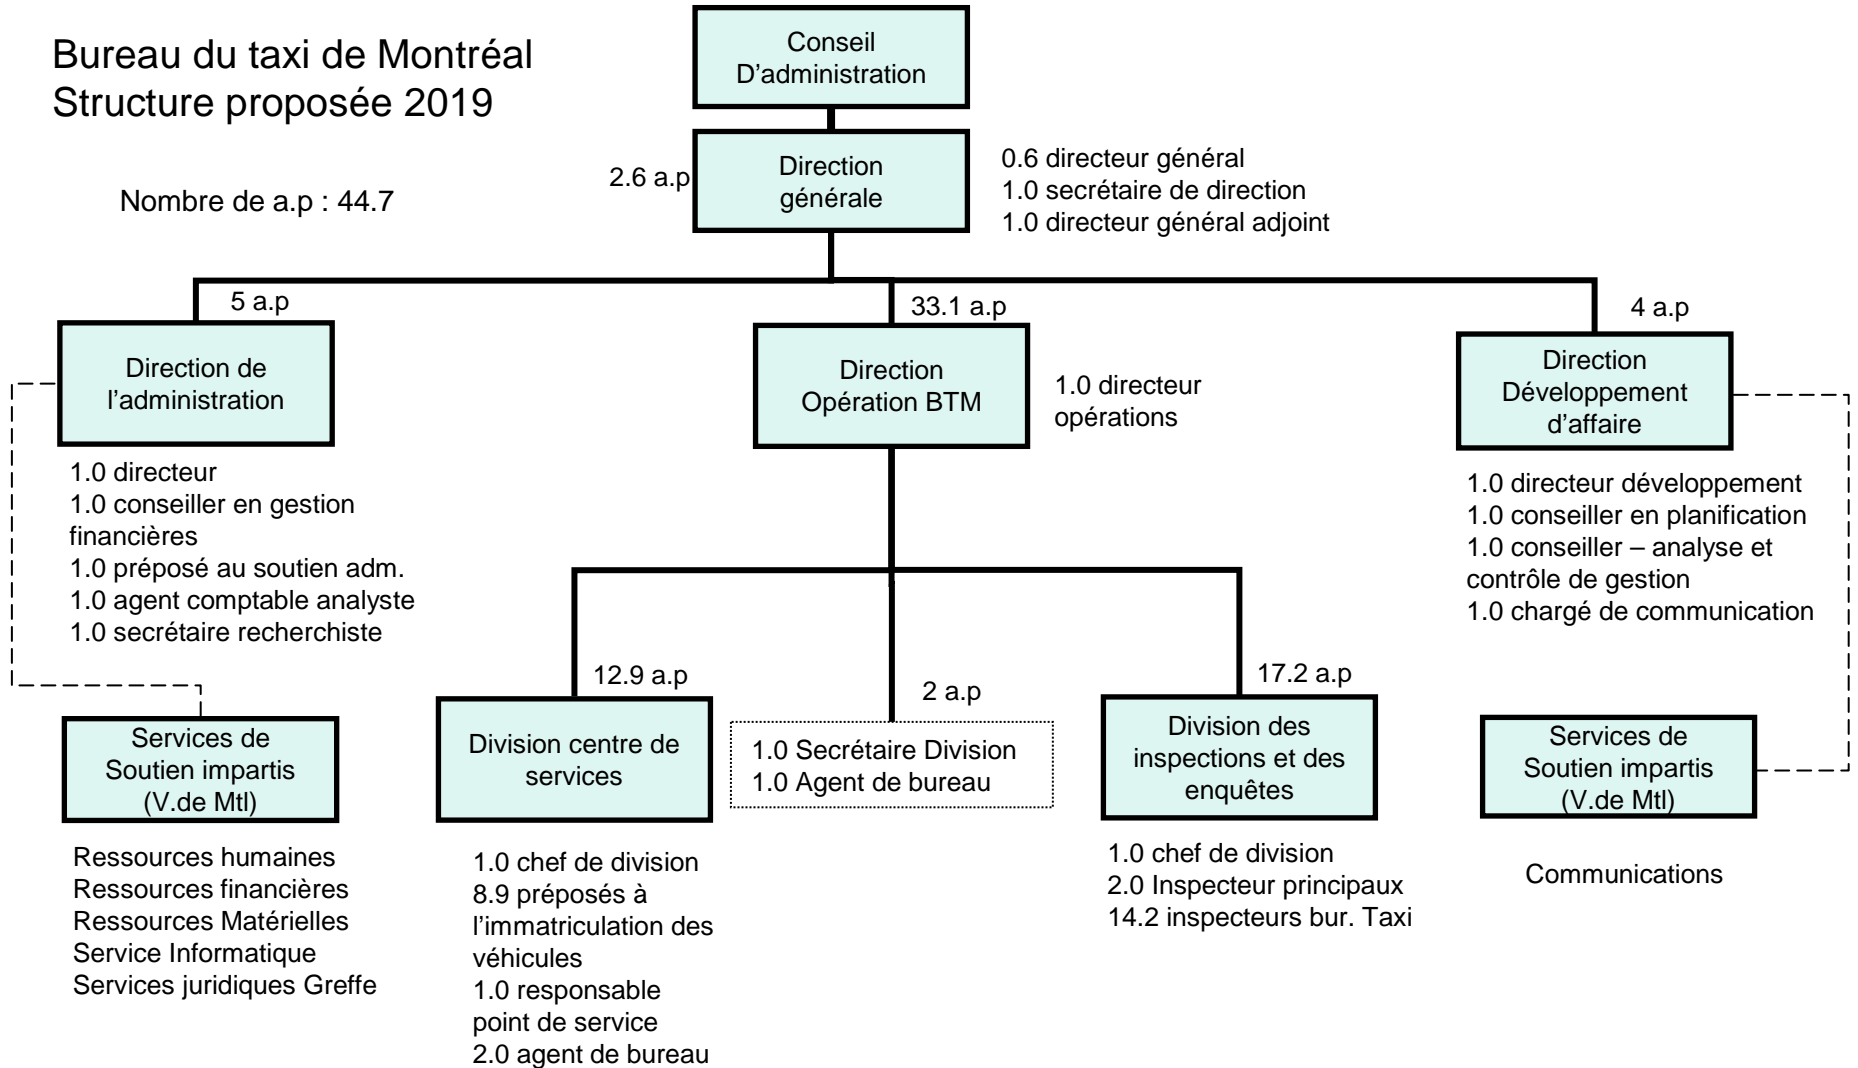 Bureau du taxi de Montréal
Structure proposée 2019
Nombre de a.p : 44.7
Conseil
D'administration
2.6 a.p
Direction
générale
0.6 directeur général
1.0 secrétaire de direction
1.0 directeur général adjoint
5 a.p
33.1 a.p
4 a.p
Direction de
l'administration
Direction
Opération BTM
1.0 directeur
opérations
Direction
Développement
d'affaire
1.0 directeur
1.0 conseiller en gestion
financières
1.0 préposé au soutien adm.
1.0 agent comptable analyste
1.0 secrétaire recherchiste
1.0 directeur développement
1.0 conseiller en planification
1.0 conseiller – analyse et
contrôle de gestion
1.0 chargé de communication
12.9 a.p
2 a.p
17.2 a.p
Services de
Soutien impartis
(V.de Mtl)
Division centre de
services
1.0 Secrétaire Division
1.0 Agent de bureau
Division des
inspections et des
enquêtes
Services de
Soutien impartis
(V.de Mtl)
Ressources humaines
Ressources financières
Ressources Matérielles
Service Informatique
Services juridiques Greffe
1.0 chef de division
8.9 préposés à
l'immatriculation des
véhicules
1.0 responsable
point de service
2.0 agent de bureau
1.0 chef de division
2.0 Inspecteur principaux
14.2 inspecteurs bur. Taxi
Communications